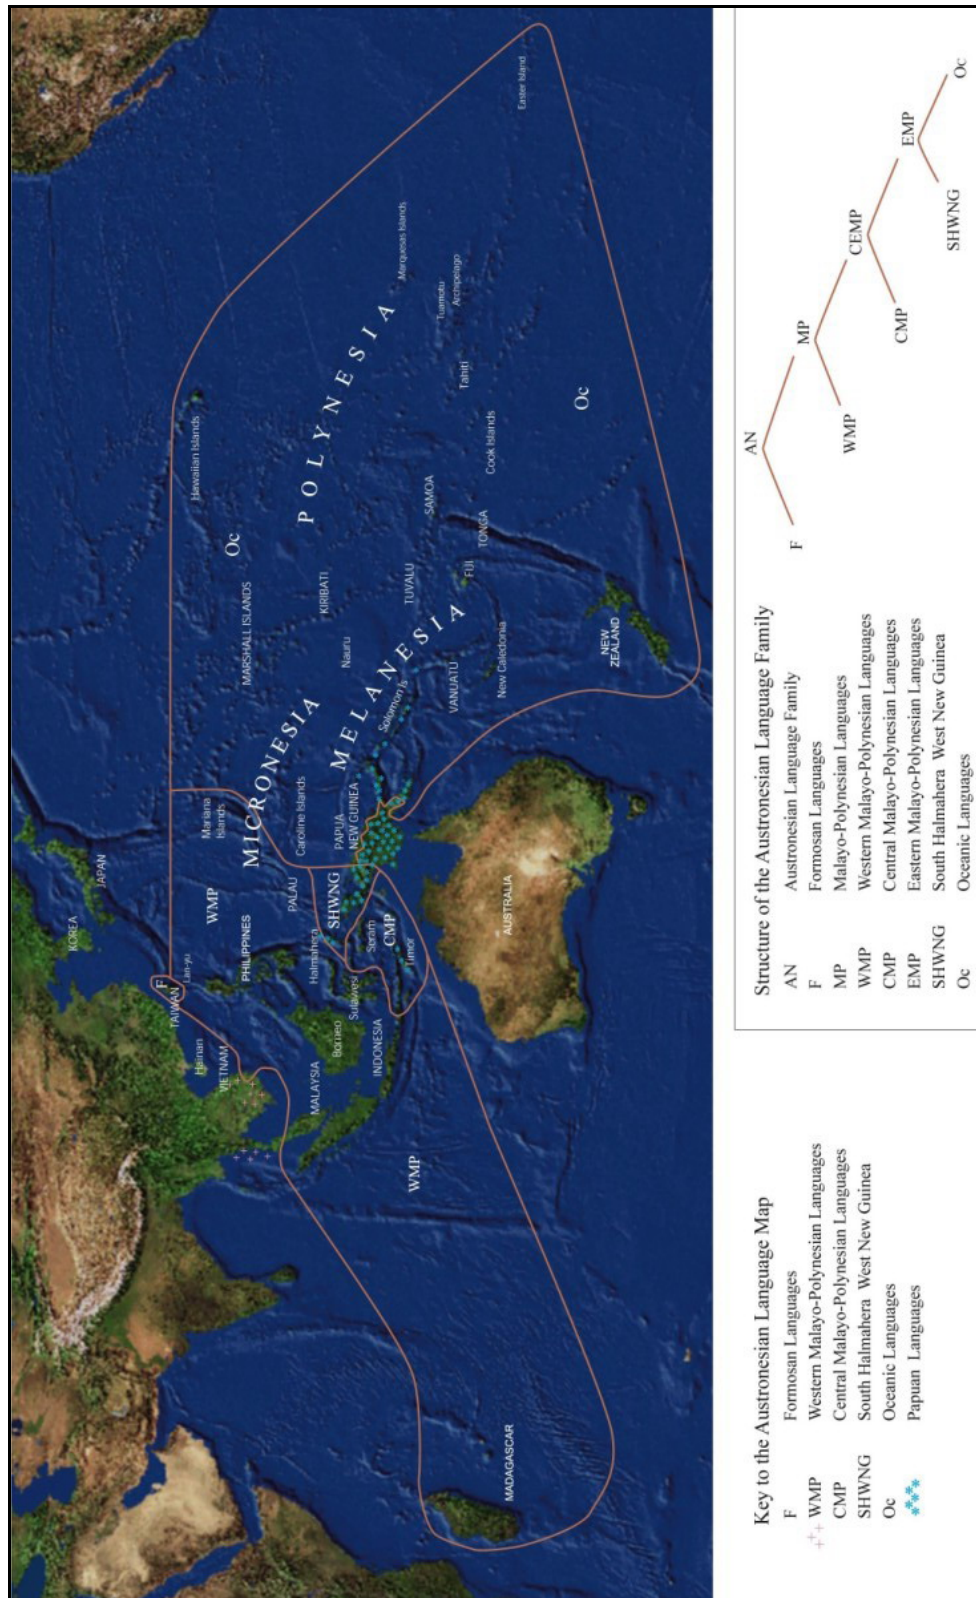 KOREA
JAPAN
TAIWAN
F
Lan-yu
Hainan
VIETNAM
PHILIPPINES
WMP
Mariana
Islands
MICRONESIA
Hawaiian Islands
MARSHALL ISLANDS
Oc
PALAU
Caroline Islands
KIRIBATI
POLYNESIA
MALAYSIA
Borneo
Halmahera
Sulawesi
SHWNG
PAPUA
NEW GUINEA
Nauru
MELANESIA
Marquesas Islands
INDONESIA
Seram
CMP
Timor
Solomon Is
TUVALU
SAMOA
Tuamotu
Archipelago
Tahiti
WMP
VANUATU
FIJI
TONGA
Cook Islands
New Caledonia
Easter Island
MADAGASCAR
AUSTRALIA
Oc
NEW
ZEALAND
Key to the Austronesian Language Map
F Formosan Languages
WMP Western Malayo-Polynesian Languages
CMP Central Malayo-Polynesian Languages
SHWNG South Halmahera West New Guinea
Oc Oceanic Languages
Papuan Languages
Structure of the Austronesian Language Family
AN Austronesian Language Family
F Formosan Languages
MP Malayo-Polynesian Languages
WMP Western Malayo-Polynesian Languages
CMP Central Malayo-Polynesian Languages
EMP Eastern Malayo-Polynesian Languages
SHWNG South Halmahera West New Guinea
Oc Oceanic Languages
AN
F
MP
WMP
CEMP
CMP
EMP
SHWNG
Oc